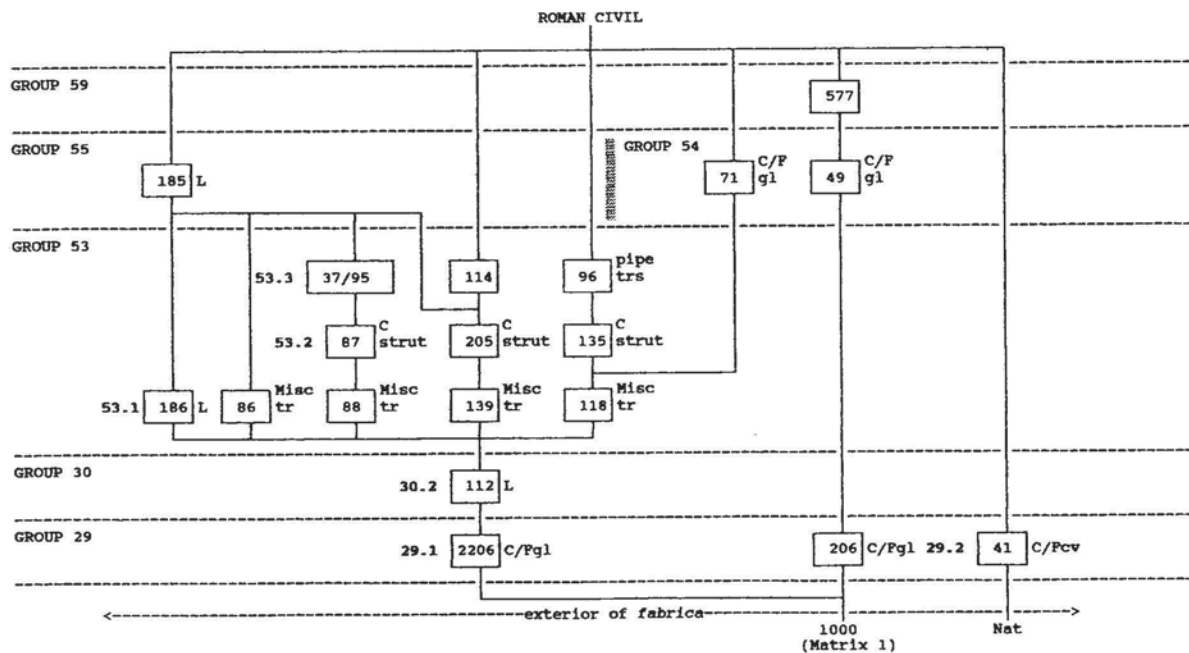 ROMAN CIVIL
GROUP 59
577
GROUP 55
GROUP 54
185 L
71 C/F gl
49 C/F gl
GROUP 53
53.3 37/95
114
96 pipe trs
53.2 87 C strut
205 C strut
135 C strut
53.1 186 L
86 Misc tr
88 Misc tr
139 Misc tr
118 Misc tr
GROUP 30
30.2 112 L
GROUP 29
29.1 2206 C/Fgl
206 C/Fgl
29.2 41 C/Fcv
exterior of fabrica
1000
(Matrix 1)
Nat